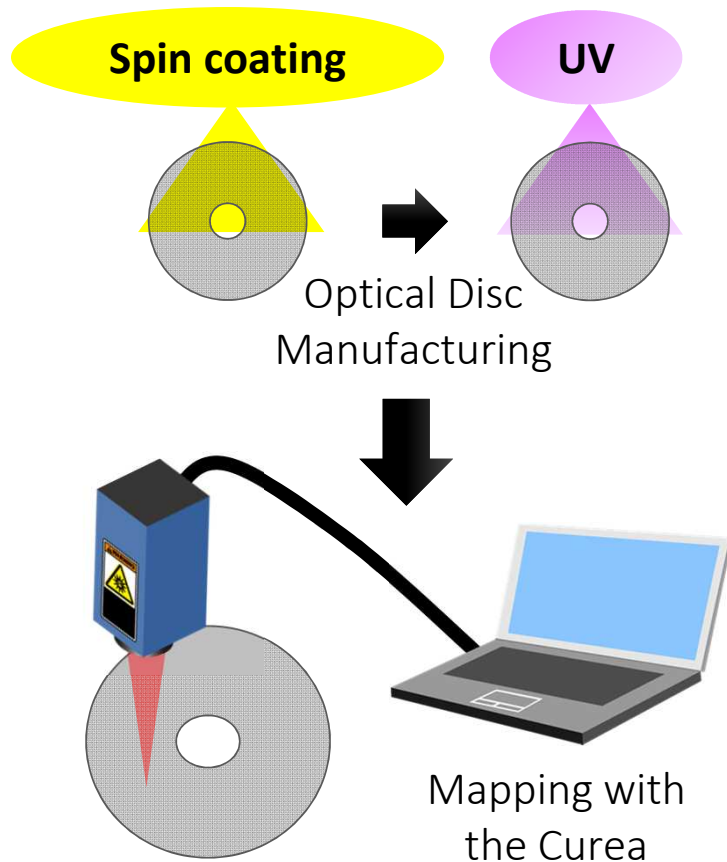 Spin coating
UV
Optical Disc
Manufacturing
Mapping with
the Curea